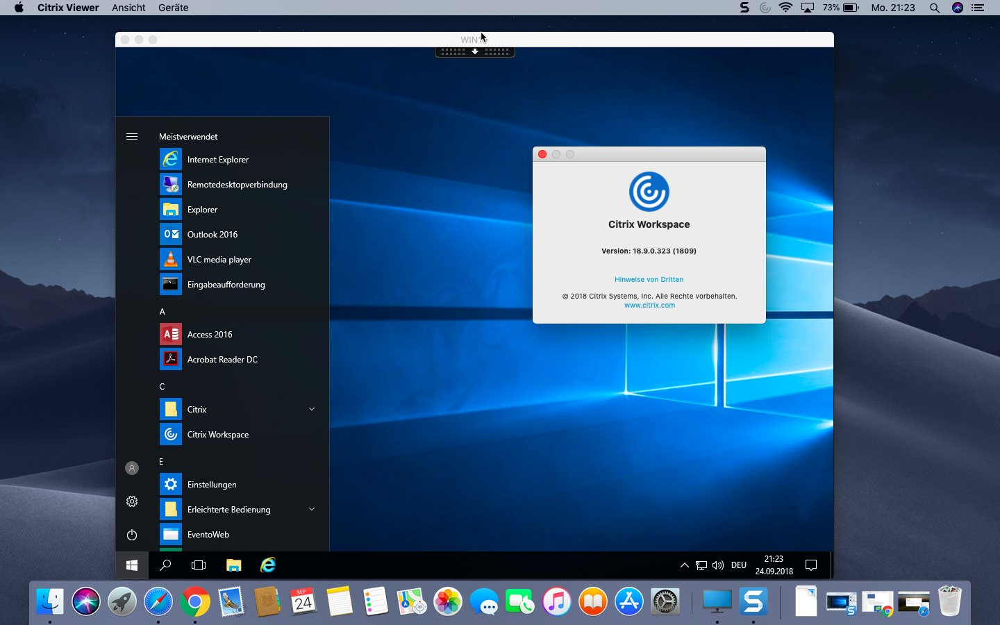 Citrix Viewer Ansicht Geräte 73% Mo. 21:23
Meistverwendet
Internet Explorer
Remotedesktopverbindung
Explorer
Outlook 2016
VLC media player
Eingabeaufforderung
A
Access 2016
Acrobat Reader DC
C
Citrix
Citrix Workspace
E
Einstellungen
Erleichterte Bedienung
EventoWeb
Citrix Workspace
Version: 18.9.0.323 (1809)
Hinweise von Dritten
© 2018 Citrix Systems, Inc. Alle Rechte vorbehalten.
www.citrix.com
DEU
21:23
24.09.2018
SEP
24
3D